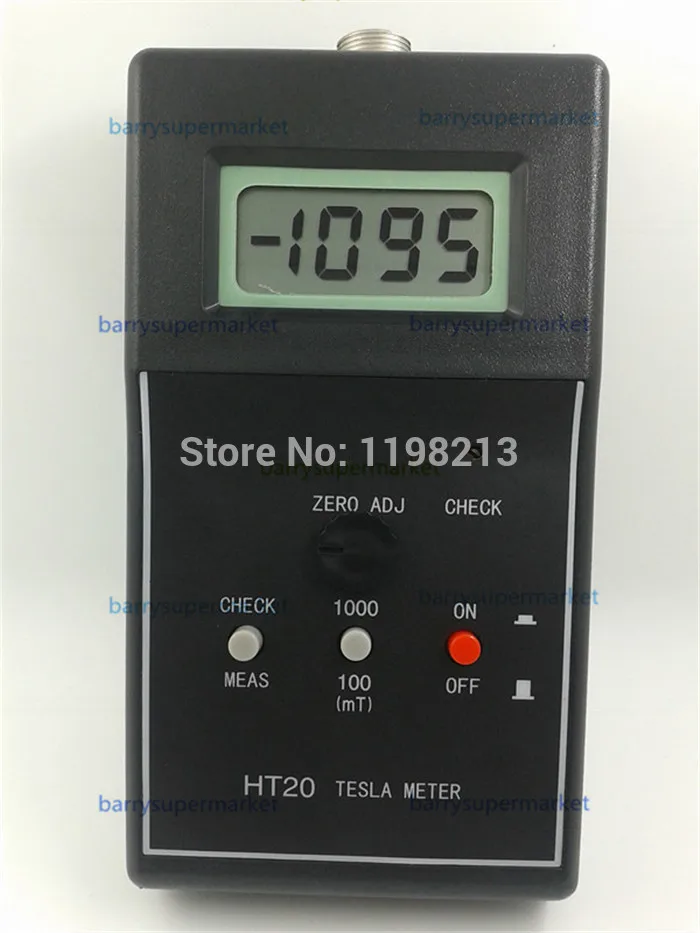 barrysupermarket barrysupermarket
-1095
barrysupermarket barrysupermarket
Store No: 1198213
barrysupermarket
ZERO ADJ CHECK
barrysupermarket barrysupermarket
CHECK 1000 ON
MEAS 100 OFF
(mT)
HT20 TESLA METER
barrysupermarket barrysupermarket